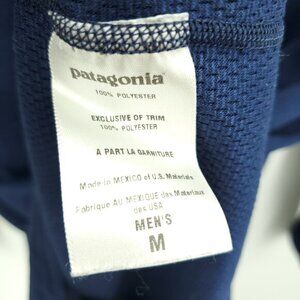 patagonia
100% POLYESTER
EXCLUSIVE OF TRIM
100% POLYESTER
A PART LA GARNITURE
Made in MEXICO of U.S. Materials
Fabrique AU MEXIQUE des Materials
des USA
MEN'S
M